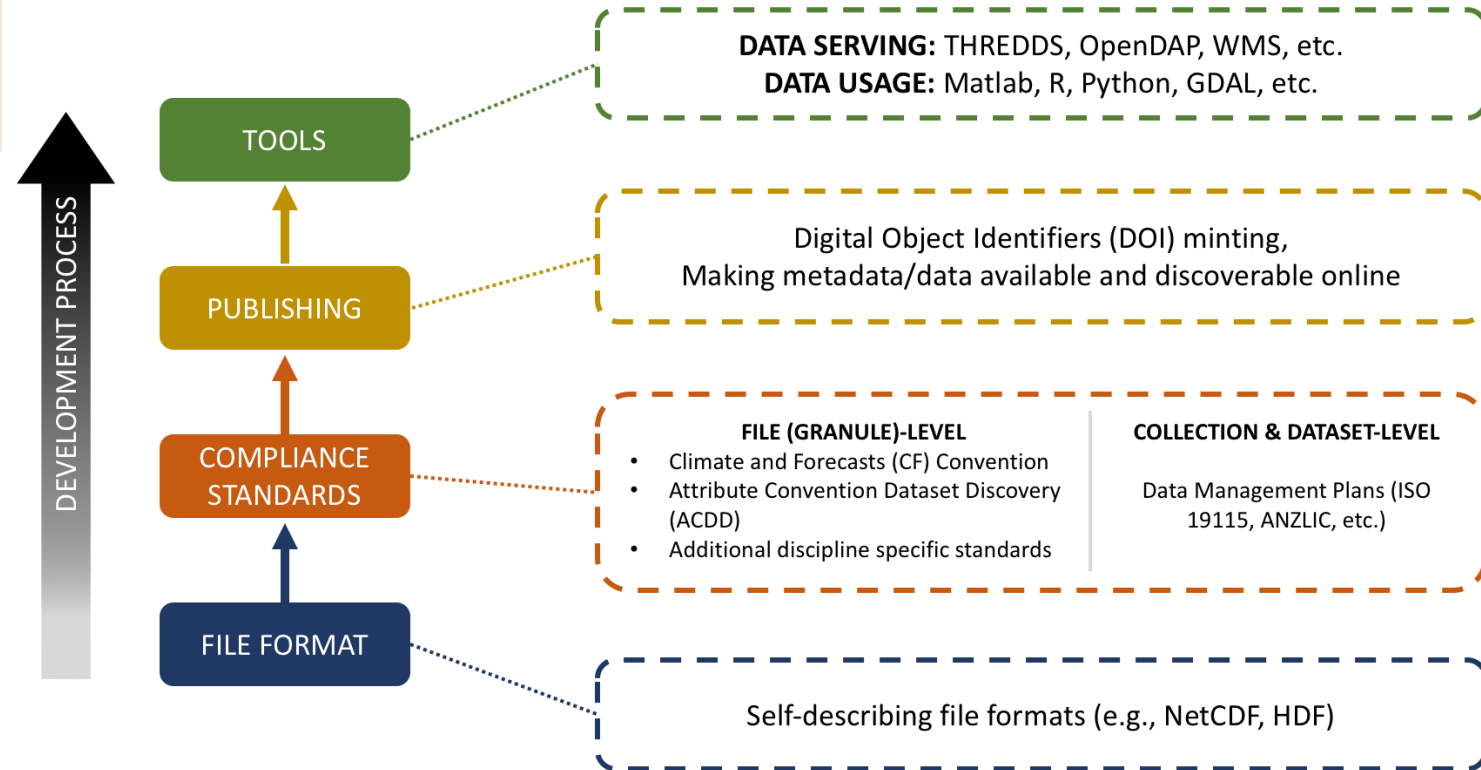 DATA SERVING: THREDDS, OpenDAP, WMS, etc.
DATA USAGE: Matlab, R, Python, GDAL, etc.
TOOLS
DEVELOPMENT PROCESS
Digital Object Identifiers (DOI) minting,
Making metadata/data available and discoverable online
PUBLISHING
COMPLIANCE
STANDARDS
FILE (GRANULE)-LEVEL
• Climate and Forecasts (CF) Convention
• Attribute Convention Dataset Discovery
(ACDD)
• Additional discipline specific standards
COLLECTION & DATASET-LEVEL
Data Management Plans (ISO
19115, ANZLIC, etc.)
FILE FORMAT
Self-describing file formats (e.g., NetCDF, HDF)